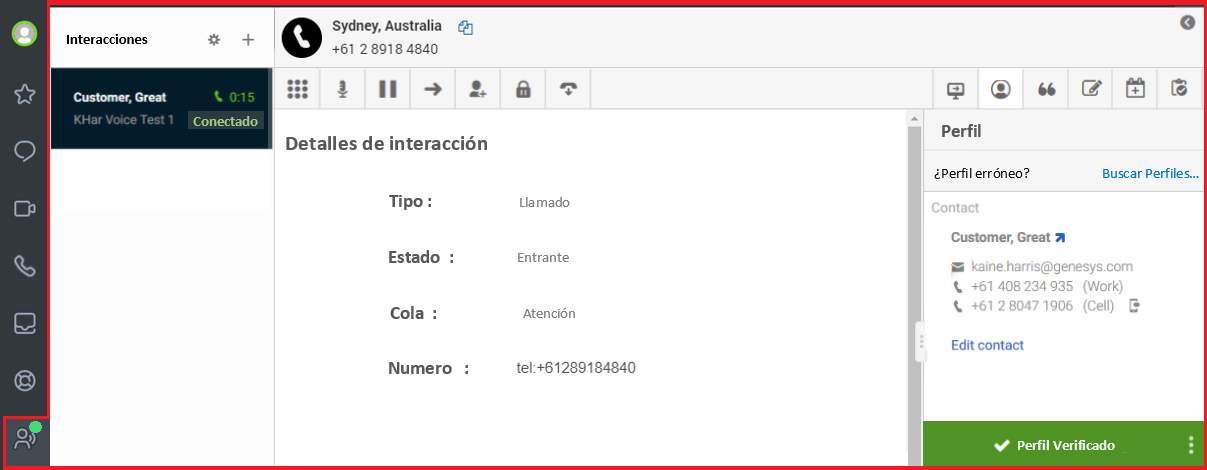 Interacciones
Customer, Great 0:15
KHar Voice Test 1 Conectado
Sydney, Australia
+61 2 8918 4840
Detalles de interacción
Tipo : Llamado
Estado : Entrante
Cola : Atención
Numero : tel:+61289184840
Perfil
¿Perfil erróneo? Buscar Perfiles...
Contact
Customer, Great
kaine.harris@genesys.com
+61 408 234 935 (Work)
+61 2 8047 1906 (Cell)
Edit contact
Perfil Verificado